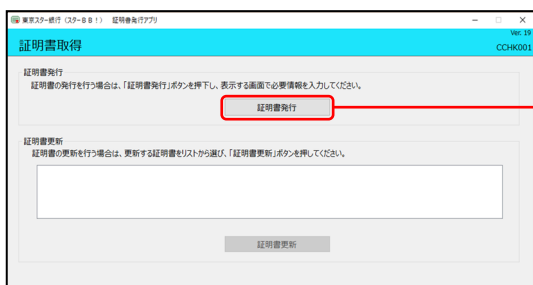 東京スター銀行（スターＢＢ！） 証明書発行アプリ
Ver. 19
証明書取得
CCHK001
証明書発行
証明書の発行を行う場合は、「証明書発行」ボタンを押下し、表示する画面で必要情報を入力してください。
証明書発行
証明書更新
証明書の更新を行う場合は、更新する証明書をリストから選び、「証明書更新」ボタンを押してください。
証明書更新